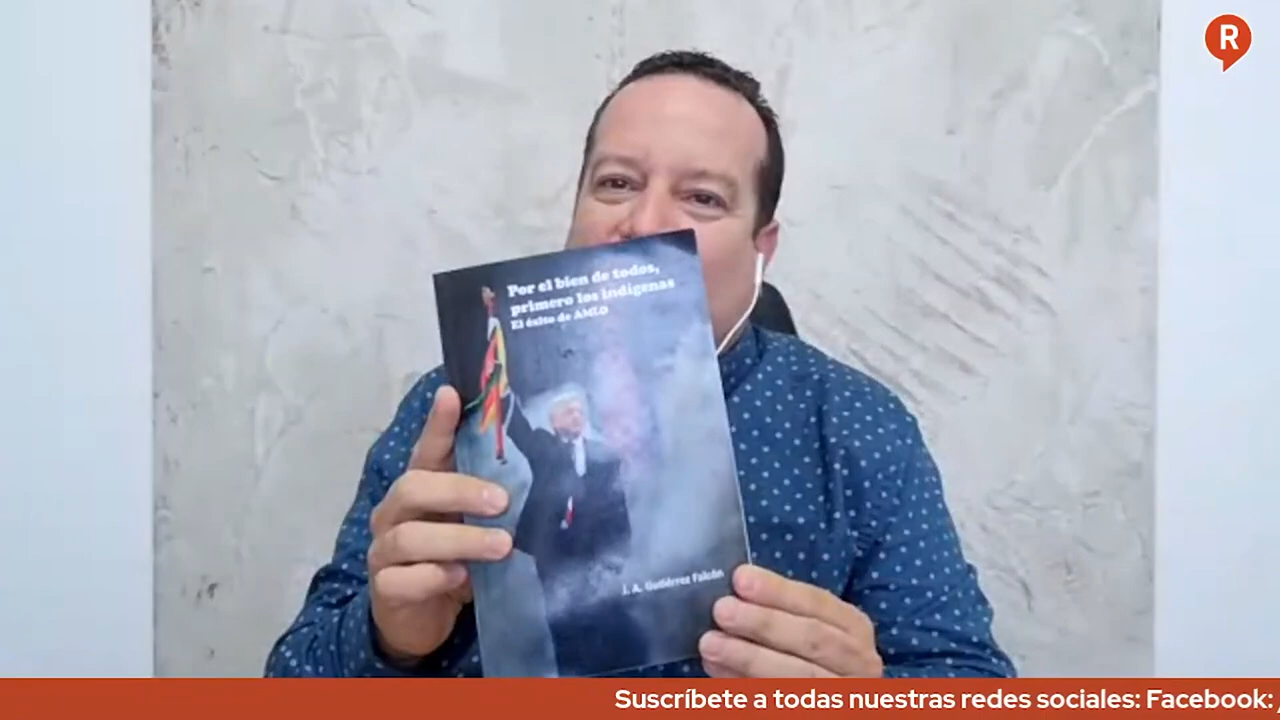 R
Por el bien de todos,
primero los indígenas
El éxito de AMLO
J. A. Gutiérrez Falcón
Suscríbete a todas nuestras redes sociales: Facebook: